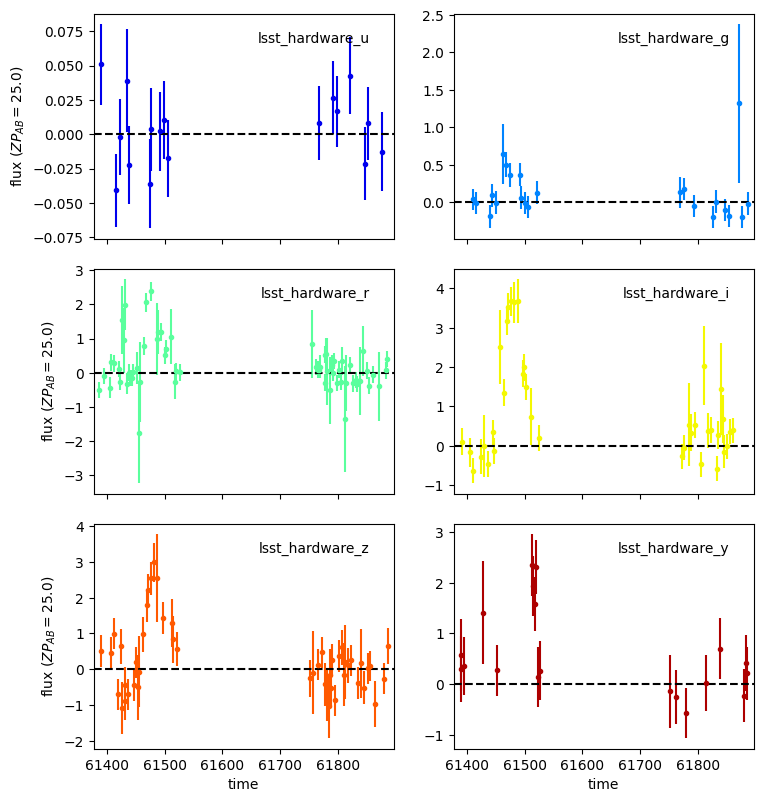 flux (ZP_AB = 25.0)
0.075
0.050
0.025
0.000
−0.025
−0.050
−0.075
lsst_hardware_u
2.5
2.0
1.5
1.0
0.5
0.0
lsst_hardware_g
flux (ZP_AB = 25.0)
3
2
1
0
−1
−2
−3
lsst_hardware_r
4
3
2
1
0
−1
lsst_hardware_i
flux (ZP_AB = 25.0)
4
3
2
1
0
−1
−2
lsst_hardware_z
61400 61500 61600 61700 61800
time
3
2
1
0
−1
lsst_hardware_y
61400 61500 61600 61700 61800
time